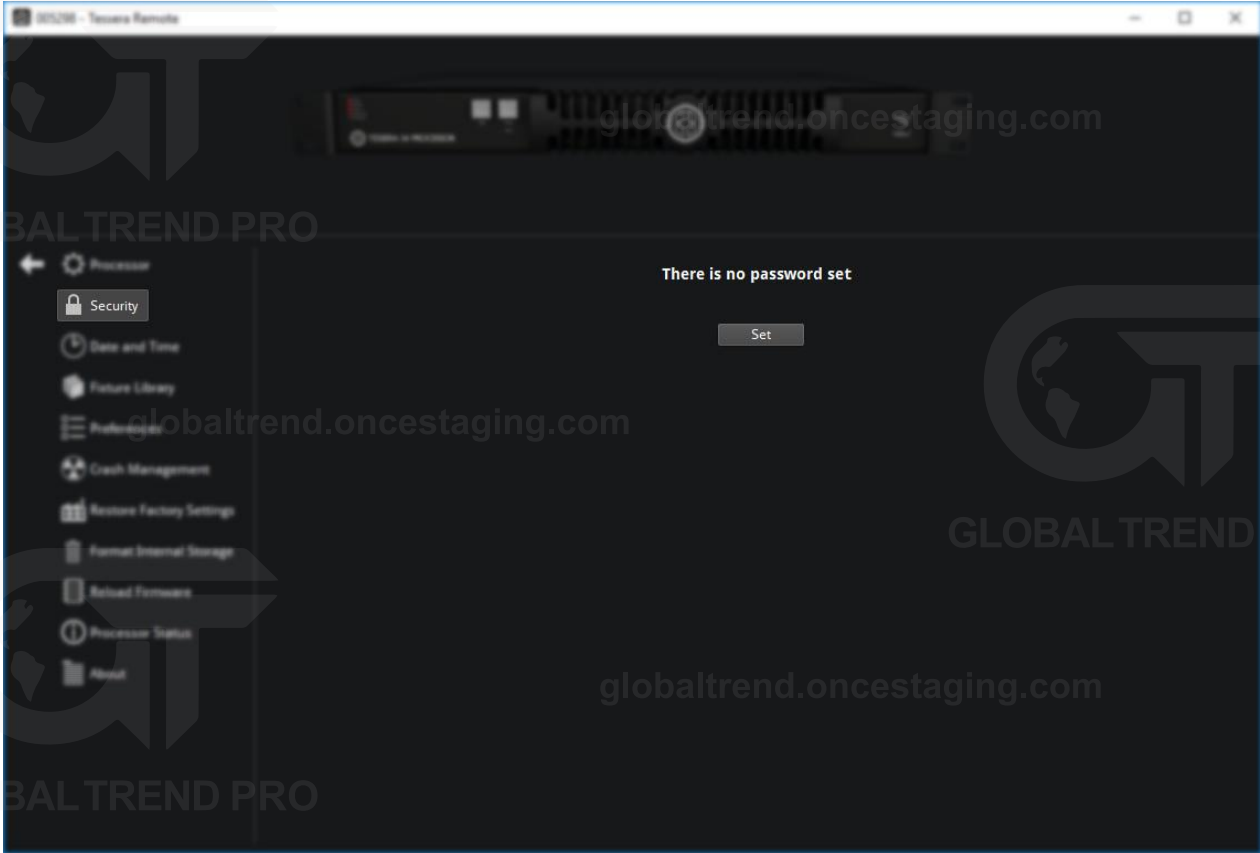 005298 - Tessera Remote
globaltrend.oncestaging.com
BAL TREND PRO
Processor
There is no password set
Security
Set
Date and Time
Fixture Library
globaltrend.oncestaging.com
Preferences
Crash Management
Restore Factory Settings
GLOBAL TREND
Format Internal Storage
Reload Firmware
Processor Status
About
globaltrend.oncestaging.com
BAL TREND PRO